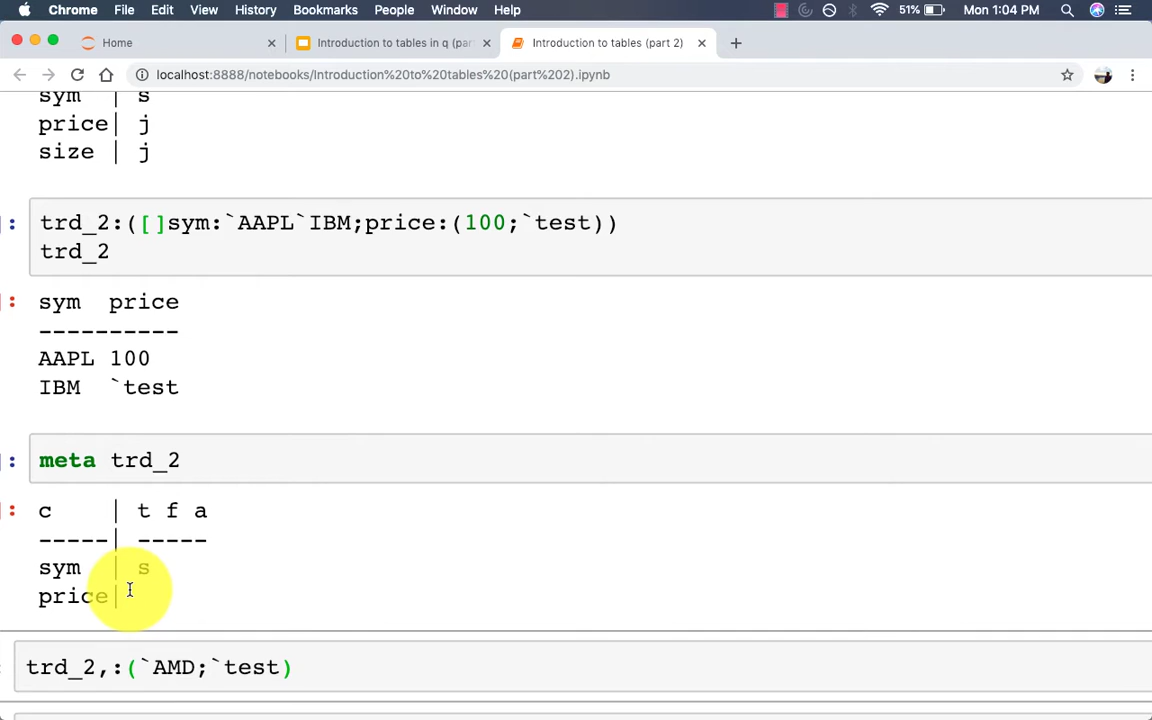 Chrome File Edit View History Bookmarks People Window Help 51% Mon 1:04 PM
Home Introduction to tables in q (par Introduction to tables (part 2)
localhost:8888/notebooks/Introduction%20to%20tables%20(part%202).ipynb
sym | s
price| j
size | j
: trd_2:([]sym:`AAPL`IBM;price:(100;`test))
trd_2
: sym price
----------
AAPL 100
IBM `test
: meta trd_2
: c | t f a
-----| -----
sym | s
price|
: trd_2,:(`AMD;`test)